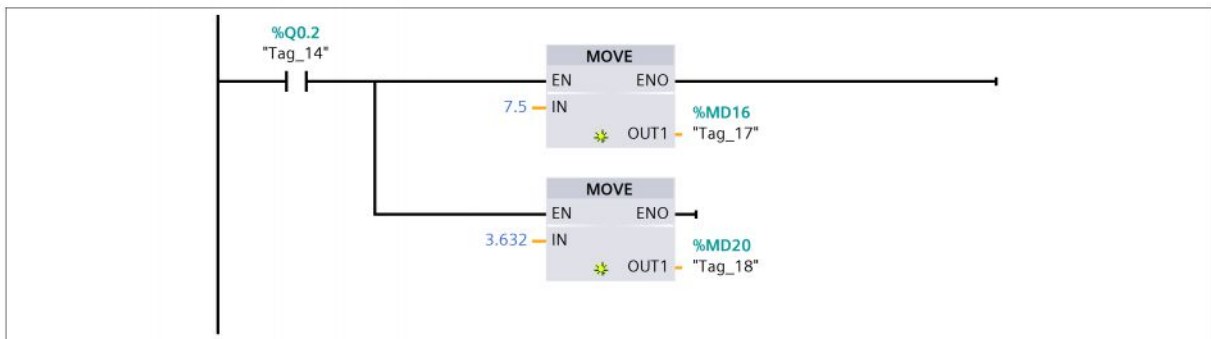 %Q0.2
"Tag_14"
MOVE
EN ENO
7.5 IN
%MD16
OUT1 "Tag_17"
MOVE
EN ENO
3.632 IN
%MD20
OUT1 "Tag_18"